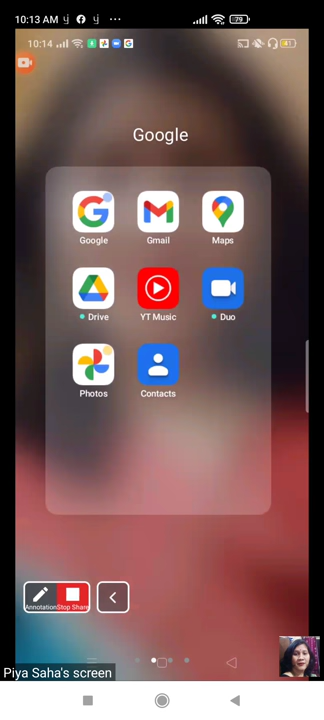 10:13 AM
79
10:14
Google
Google Gmail Maps
Drive YT Music Duo
Photos Contacts
Annotation Stop Share
Piya Saha's screen